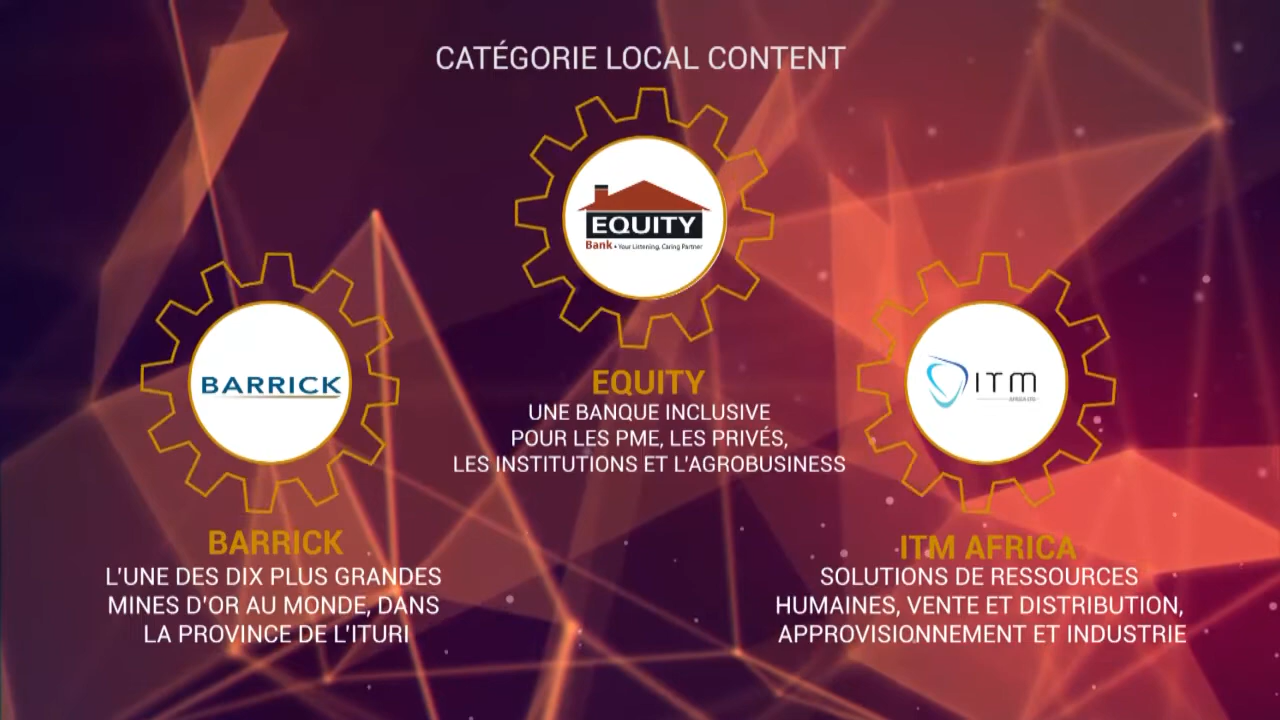 CATÉGORIE LOCAL CONTENT
EQUITY
Bank • Your Listening, Caring Partner
EQUITY
UNE BANQUE INCLUSIVE
POUR LES PME, LES PRIVÉS,
LES INSTITUTIONS ET L'AGROBUSINESS
BARRICK
BARRICK
L'UNE DES DIX PLUS GRANDES
MINES D'OR AU MONDE, DANS
LA PROVINCE DE L'ITURI
ITM
ITM AFRICA
SOLUTIONS DE RESSOURCES
HUMAINES, VENTE ET DISTRIBUTION,
APPROVISIONNEMENT ET INDUSTRIE